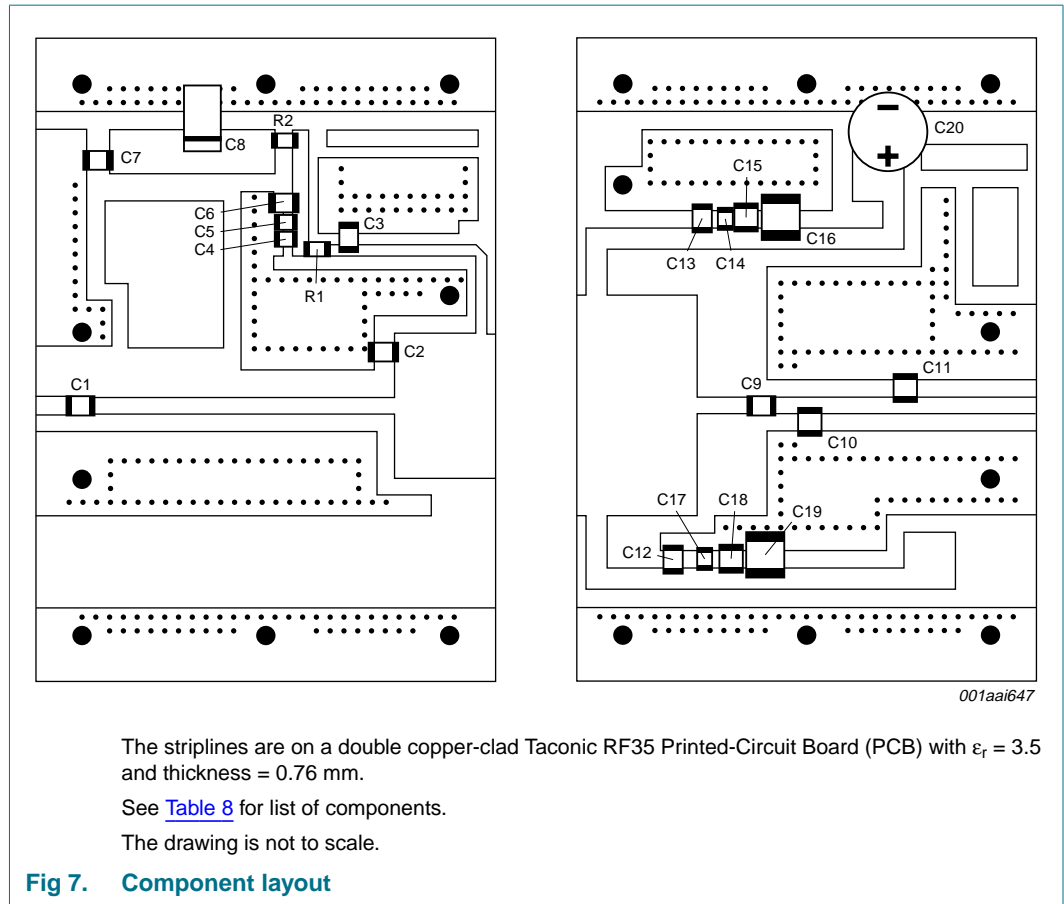 R2
C8
C7
C6
C5
C4
C3
R1
C2
C1
C20
C15
C16
C13
C14
C11
C9
C10
C17
C18
C19
C12
001aai647
The striplines are on a double copper-clad Taconic RF35 Printed-Circuit Board (PCB) with εr = 3.5
and thickness = 0.76 mm.
See Table 8 for list of components.
The drawing is not to scale.
Fig 7. Component layout